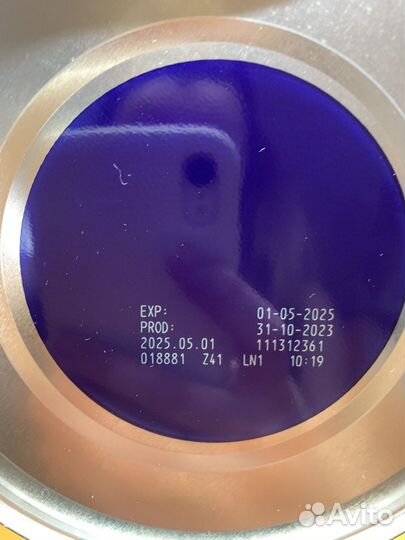 EXP: 01-05-2025
PROD: 31-10-2023
2025.05.01 111312361
018881 Z41 LN1 10:19
Avito